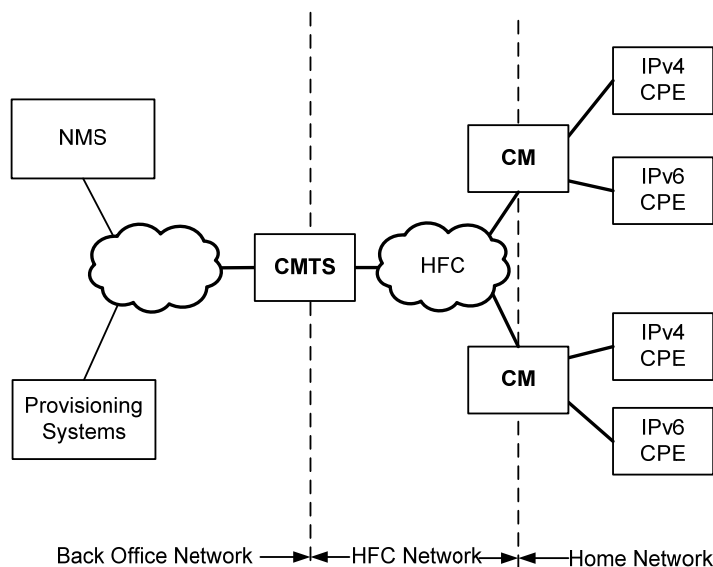 IPv4
CPE
NMS
CM
IPv6
CPE
CMTS
HFC
IPv4
CPE
CM
Provisioning
Systems
IPv6
CPE
Back Office Network
HFC Network
Home Network